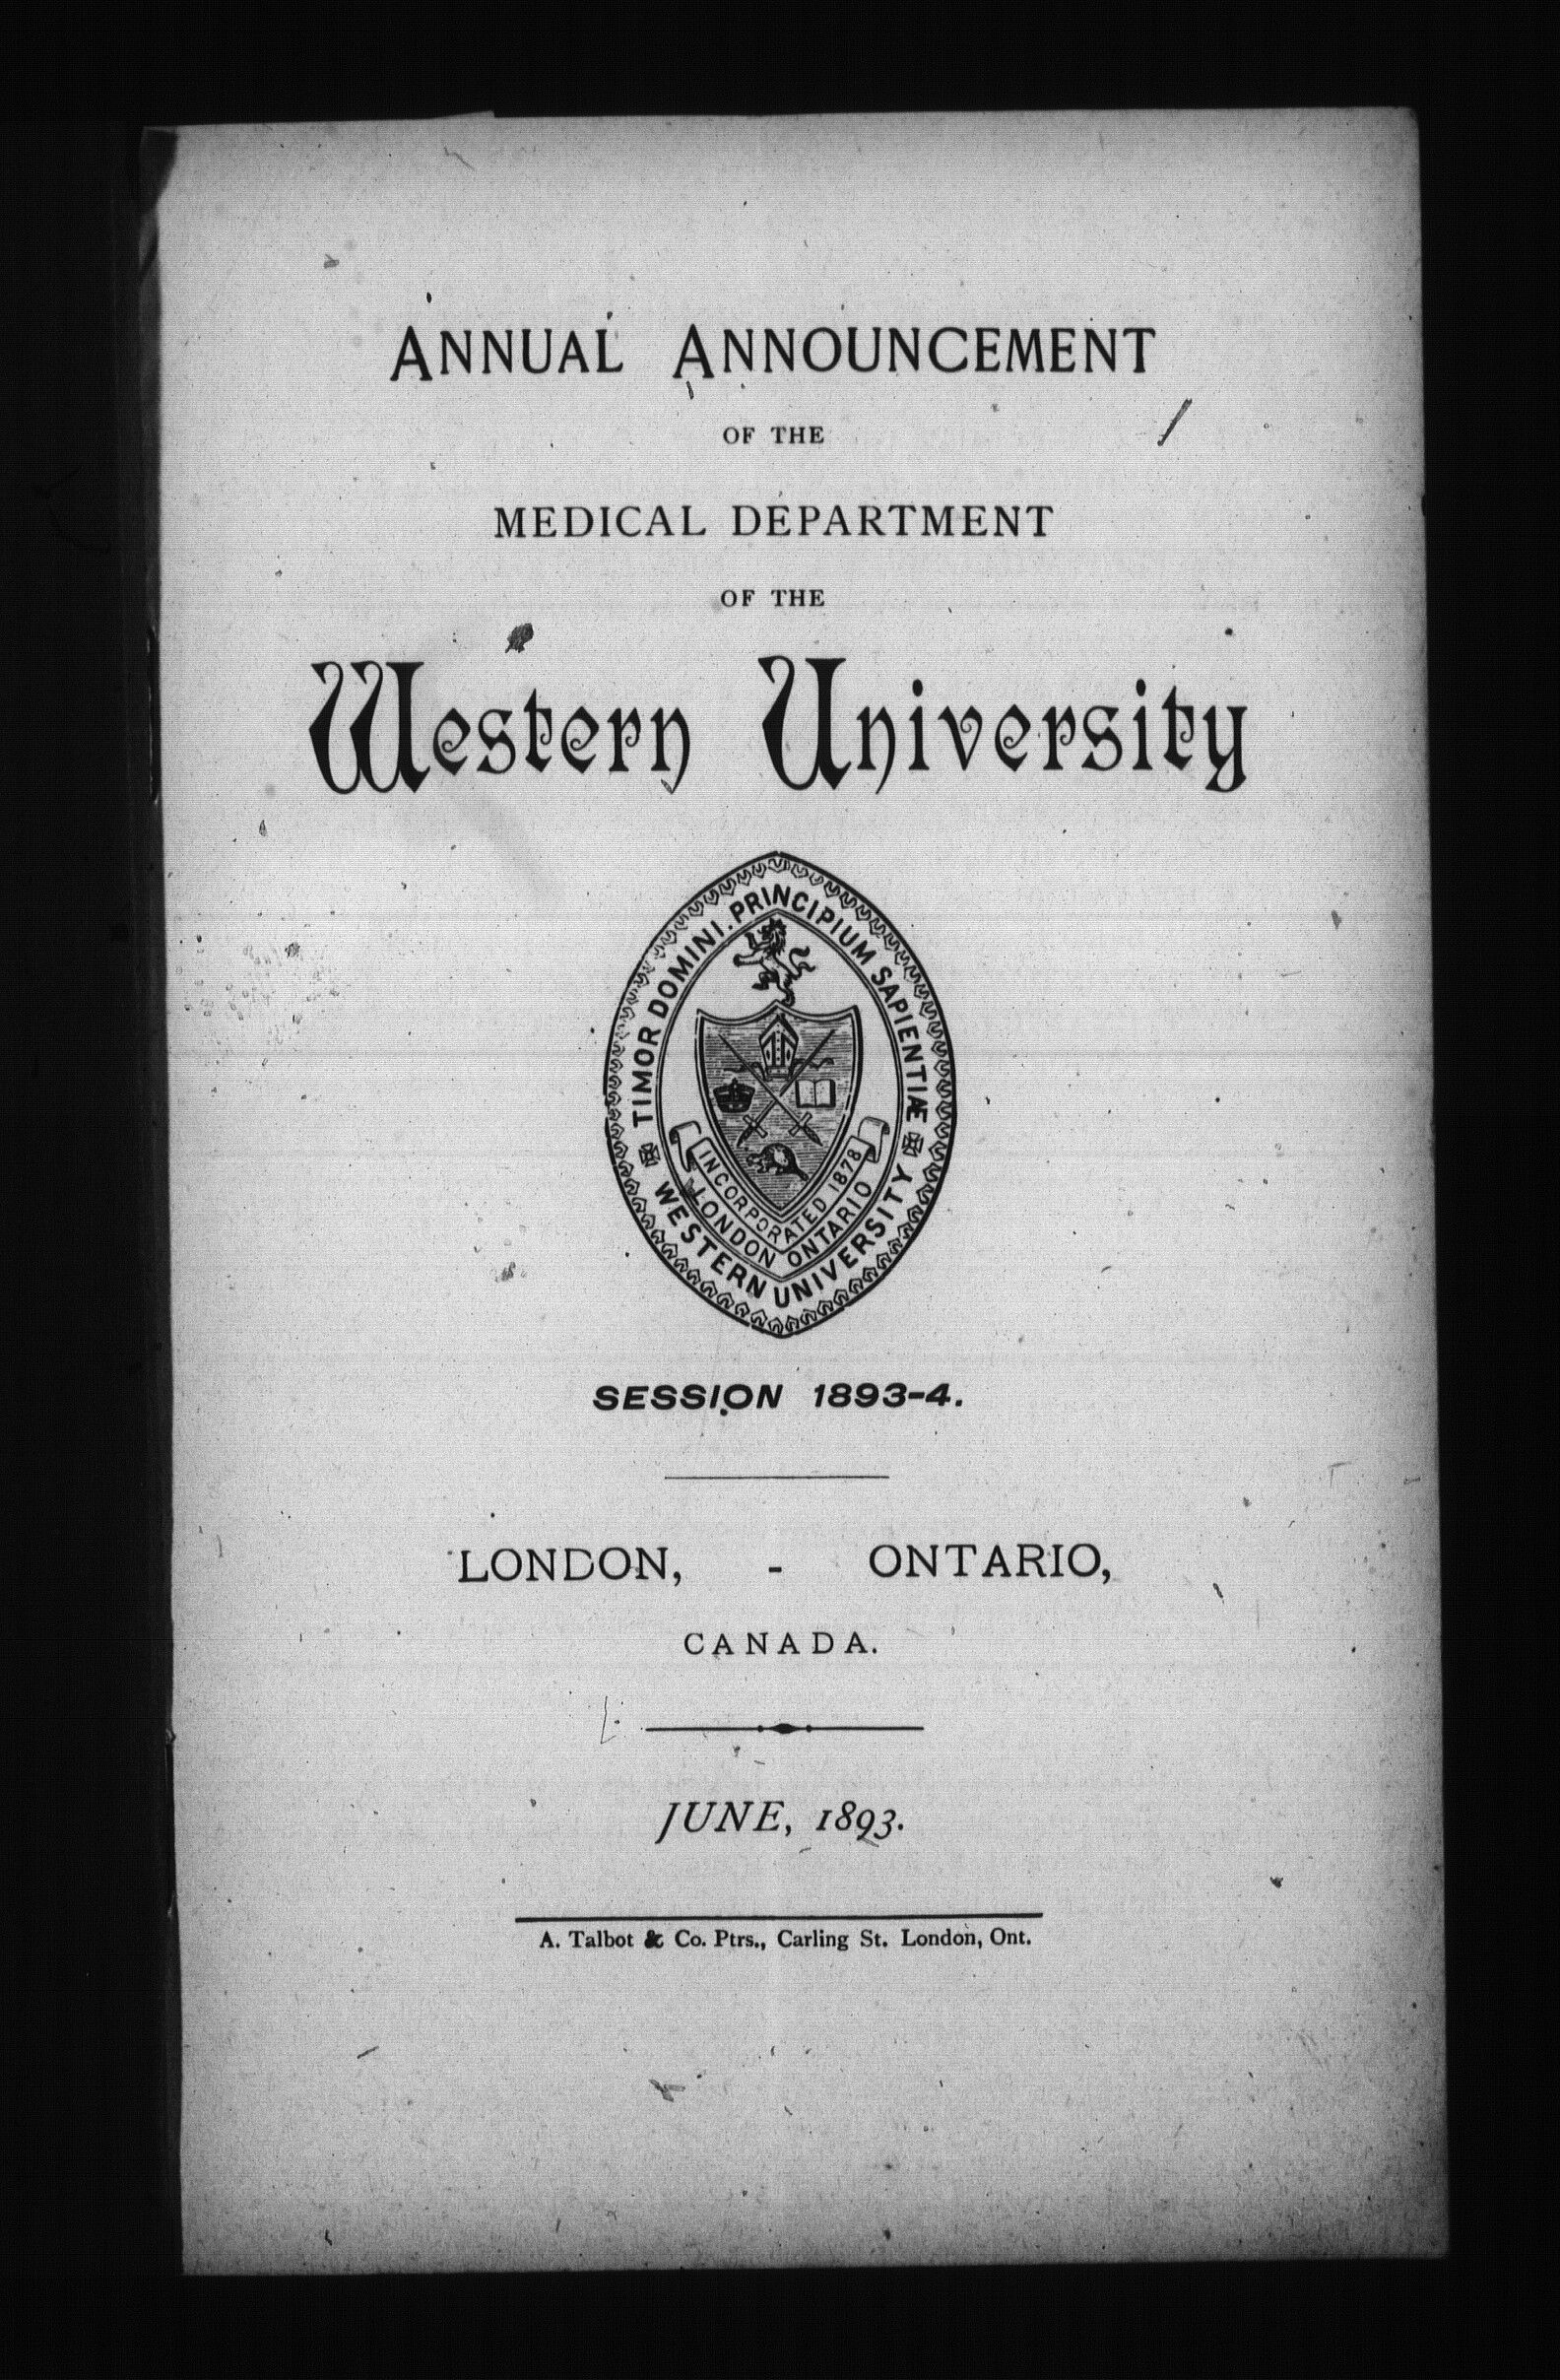 ANNUAL ANNOUNCEMENT
OF THE
MEDICAL DEPARTMENT
OF THE
Western University
TIMOR DOMINI. PRINCIPIUM SAPIENTIÆ
INCORPORATED 1878
LONDON ONTARIO
WESTERN UNIVERSITY
SESSION 1893-4.
LONDON, - ONTARIO,
CANADA.
JUNE, 1893.
A. Talbot & Co. Ptrs., Carling St. London, Ont.